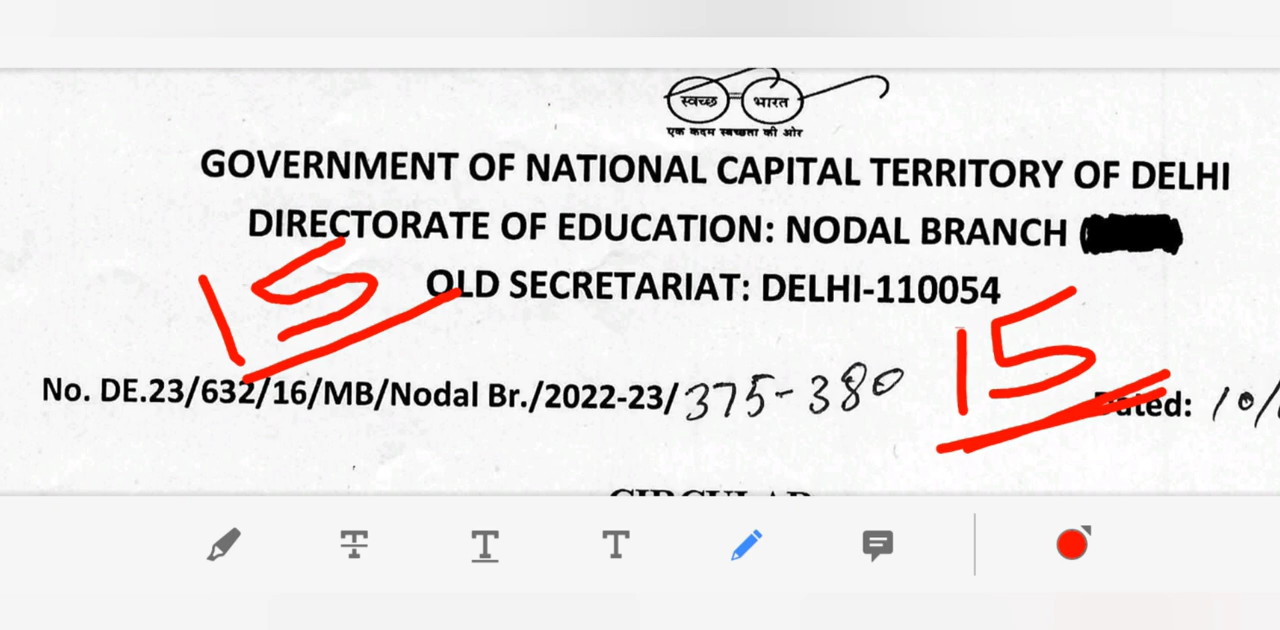 स्वच्छ भारत
एक कदम स्वच्छता की ओर
GOVERNMENT OF NATIONAL CAPITAL TERRITORY OF DELHI
DIRECTORATE OF EDUCATION: NODAL BRANCH
OLD SECRETARIAT: DELHI-110054
15
15
No. DE.23/632/16/MB/Nodal Br./2022-23/375-380 Dated: 10/
CIRCULAR